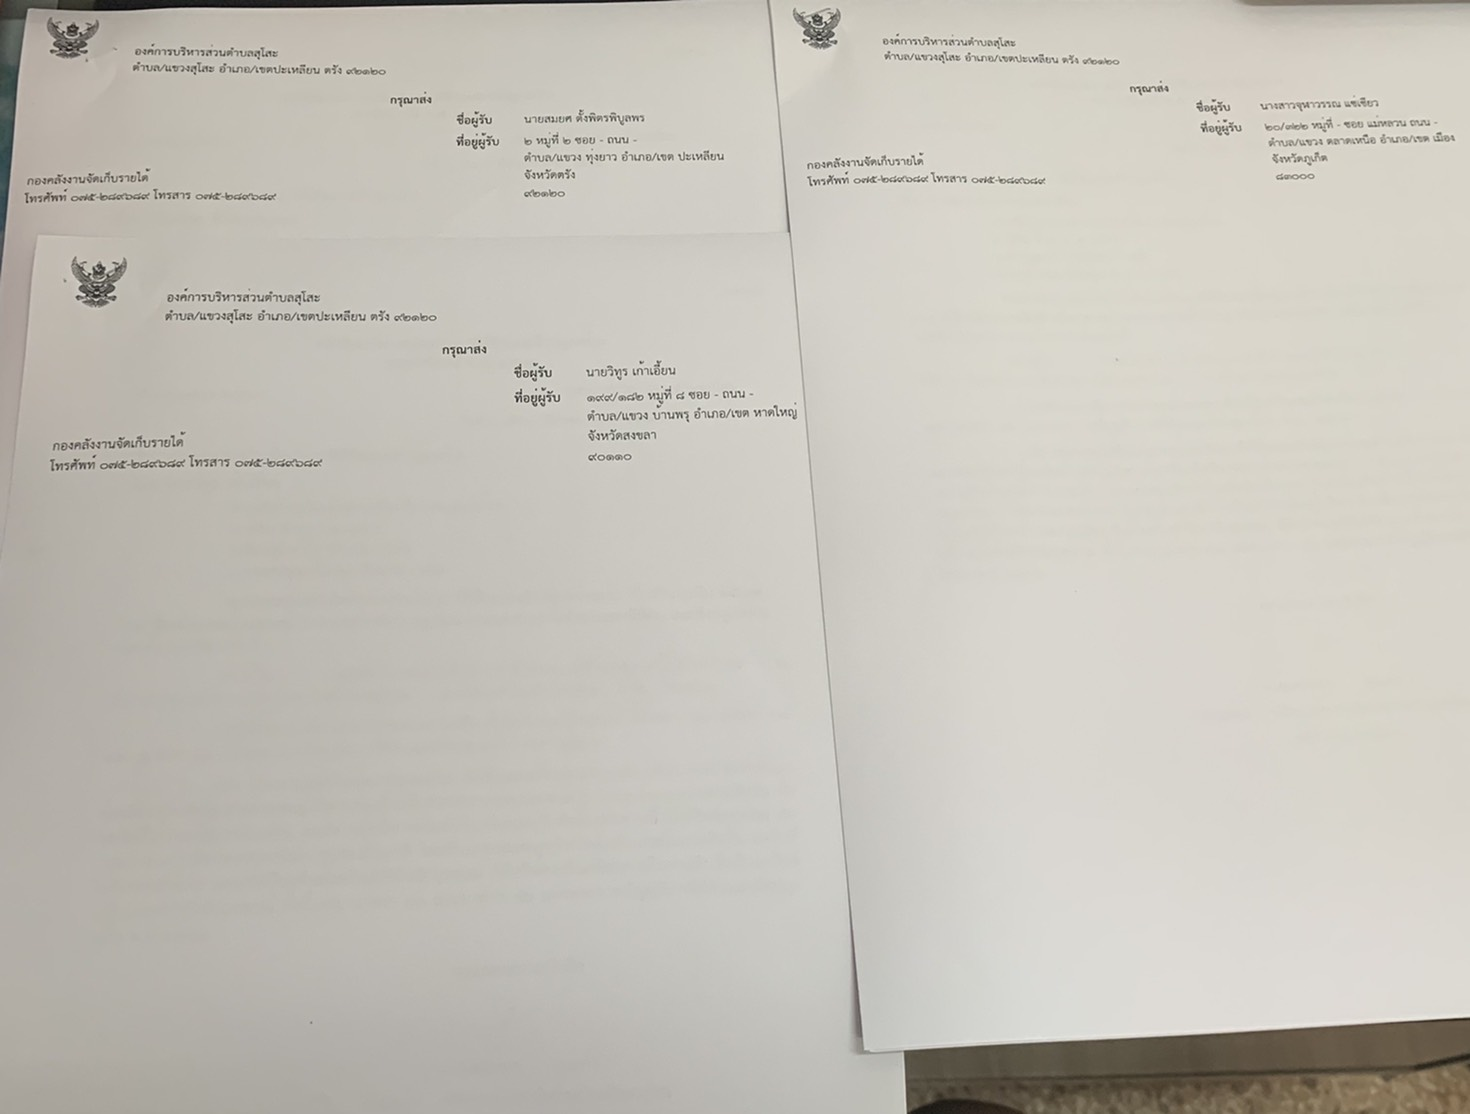 องค์การบริหารส่วนตำบลสุโสะ
ตำบล/แขวงสุโสะ อำเภอ/เขตปะเหลียน ตรัง ๙๒๑๒๐
กรุณาส่ง
ชื่อผู้รับ นายสมยศ ตั้งพิตรพิบูลพร
ที่อยู่ผู้รับ ๒ หมู่ที่ ๒ ซอย - ถนน -
ตำบล/แขวง ทุ่งยาว อำเภอ/เขต ปะเหลียน
จังหวัดตรัง
๙๒๑๒๐
กองคลังงานจัดเก็บรายได้
โทรศัพท์ ๐๗๕-๒๘๙๖๘๙ โทรสาร ๐๗๕-๒๘๙๖๘๙
องค์การบริหารส่วนตำบลสุโสะ
ตำบล/แขวงสุโสะ อำเภอ/เขตปะเหลียน ตรัง ๙๒๑๒๐
กรุณาส่ง
ชื่อผู้รับ นางสาวจุฬาวรรณ แซ่เซียว
ที่อยู่ผู้รับ ๒๐/๓๒๒ หมู่ที่ - ซอย แม่หลวน ถนน -
ตำบล/แขวง ตลาดเหนือ อำเภอ/เขต เมือง
จังหวัดภูเก็ต
๘๓๐๐๐
กองคลังงานจัดเก็บรายได้
โทรศัพท์ ๐๗๕-๒๘๙๖๘๙ โทรสาร ๐๗๕-๒๘๙๖๘๙
องค์การบริหารส่วนตำบลสุโสะ
ตำบล/แขวงสุโสะ อำเภอ/เขตปะเหลียน ตรัง ๙๒๑๒๐
กรุณาส่ง
ชื่อผู้รับ นายวิทูร เก้าเอี้ยน
ที่อยู่ผู้รับ ๑๙๙/๑๘๒ หมู่ที่ ๘ ซอย - ถนน -
ตำบล/แขวง บ้านพรุ อำเภอ/เขต หาดใหญ่
จังหวัดสงขลา
๙๐๑๑๐
กองคลังงานจัดเก็บรายได้
โทรศัพท์ ๐๗๕-๒๘๙๖๘๙ โทรสาร ๐๗๕-๒๘๙๖๘๙